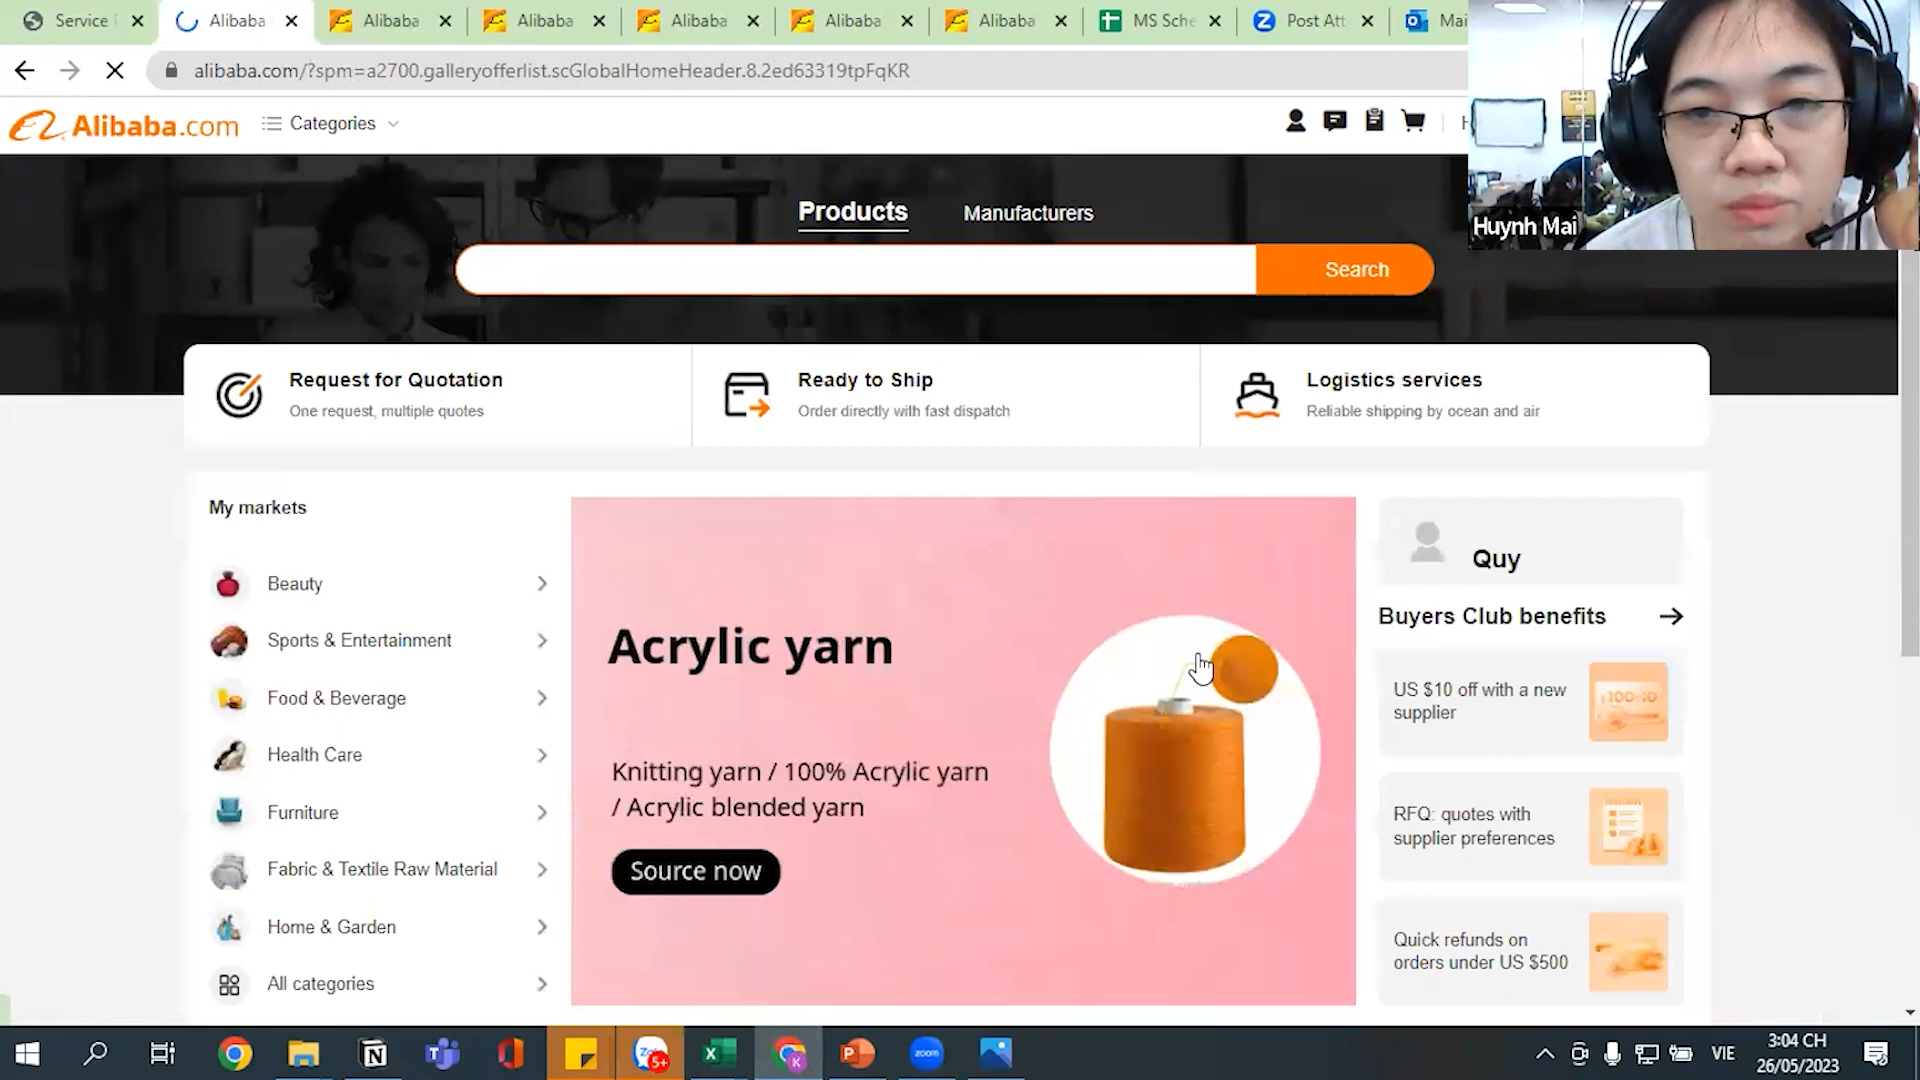 Service
Alibaba
Alibaba
Alibaba
Alibaba
Alibaba
Alibaba
MS Sche
Post Att
Mai
alibaba.com/?spm=a2700.galleryofferlist.scGlobalHomeHeader.8.2ed63319tpFqKR
Alibaba.com
Categories
Huynh Mai
Products
Manufacturers
Search
Request for Quotation
One request, multiple quotes
Ready to Ship
Order directly with fast dispatch
Logistics services
Reliable shipping by ocean and air
My markets
Beauty
Sports & Entertainment
Food & Beverage
Health Care
Furniture
Fabric & Textile Raw Material
Home & Garden
All categories
Acrylic yarn
Knitting yarn / 100% Acrylic yarn
/ Acrylic blended yarn
Source now
Quy
Buyers Club benefits
US $10 off with a new
supplier
RFQ: quotes with
supplier preferences
Quick refunds on
orders under US $500
5+
zoom
VIE
3:04 CH
26/05/2023